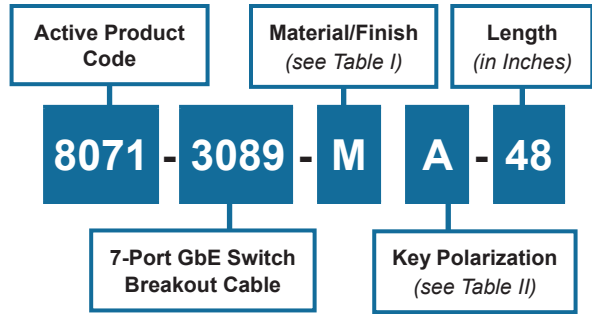 Active Product
Code
Material/Finish
(see Table I)
Length
(in Inches)
8071 - 3089 - M A - 48
7-Port GbE Switch
Breakout Cable
Key Polarization
(see Table II)